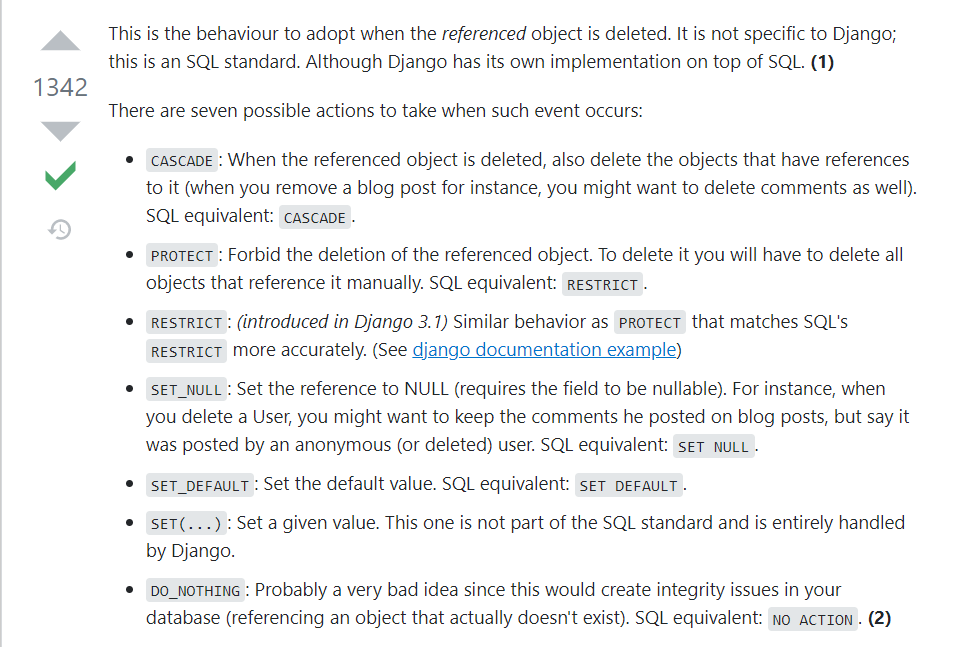 This is the behaviour to adopt when the referenced object is deleted. It is not specific to Django;
this is an SQL standard. Although Django has its own implementation on top of SQL. (1)
1342
There are seven possible actions to take when such event occurs:
• CASCADE: When the referenced object is deleted, also delete the objects that have references
to it (when you remove a blog post for instance, you might want to delete comments as well).
SQL equivalent: CASCADE.
• PROTECT: Forbid the deletion of the referenced object. To delete it you will have to delete all
objects that reference it manually. SQL equivalent: RESTRICT.
• RESTRICT: (introduced in Django 3.1) Similar behavior as PROTECT that matches SQL's
RESTRICT more accurately. (See django documentation example)
• SET_NULL: Set the reference to NULL (requires the field to be nullable). For instance, when
you delete a User, you might want to keep the comments he posted on blog posts, but say it
was posted by an anonymous (or deleted) user. SQL equivalent: SET NULL.
• SET_DEFAULT: Set the default value. SQL equivalent: SET DEFAULT.
• SET(...): Set a given value. This one is not part of the SQL standard and is entirely handled
by Django.
• DO_NOTHING: Probably a very bad idea since this would create integrity issues in your
database (referencing an object that actually doesn't exist). SQL equivalent: NO ACTION. (2)